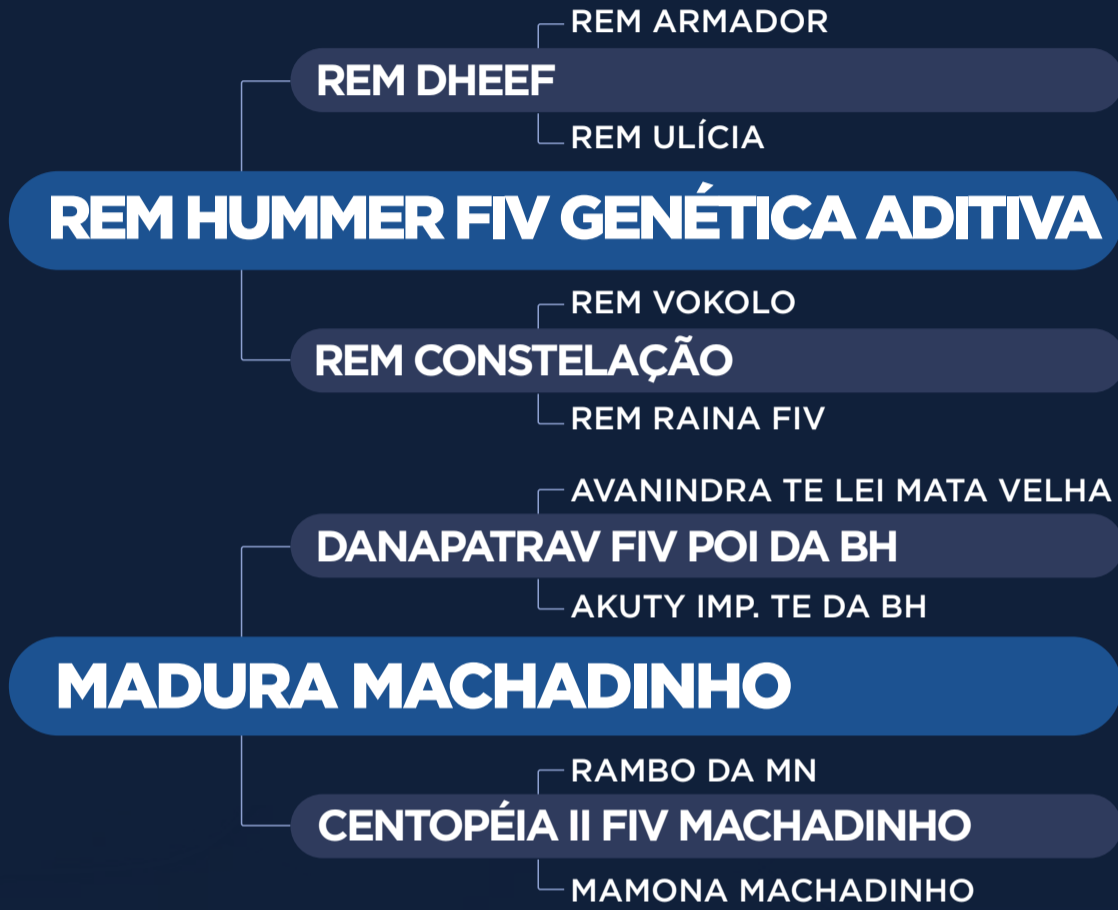 REM ARMADOR
REM DHEEF
REM ULÍCIA
REM HUMMER FIV GENÉTICA ADITIVA
REM VOKOLO
REM CONSTELAÇÃO
REM RAINA FIV
AVANINDRA TE LEI MATA VELHA
DANAPATRAV FIV POI DA BH
AKUTY IMP. TE DA BH
MADURA MACHADINHO
RAMBO DA MN
CENTOPÉIA II FIV MACHADINHO
MAMONA MACHADINHO